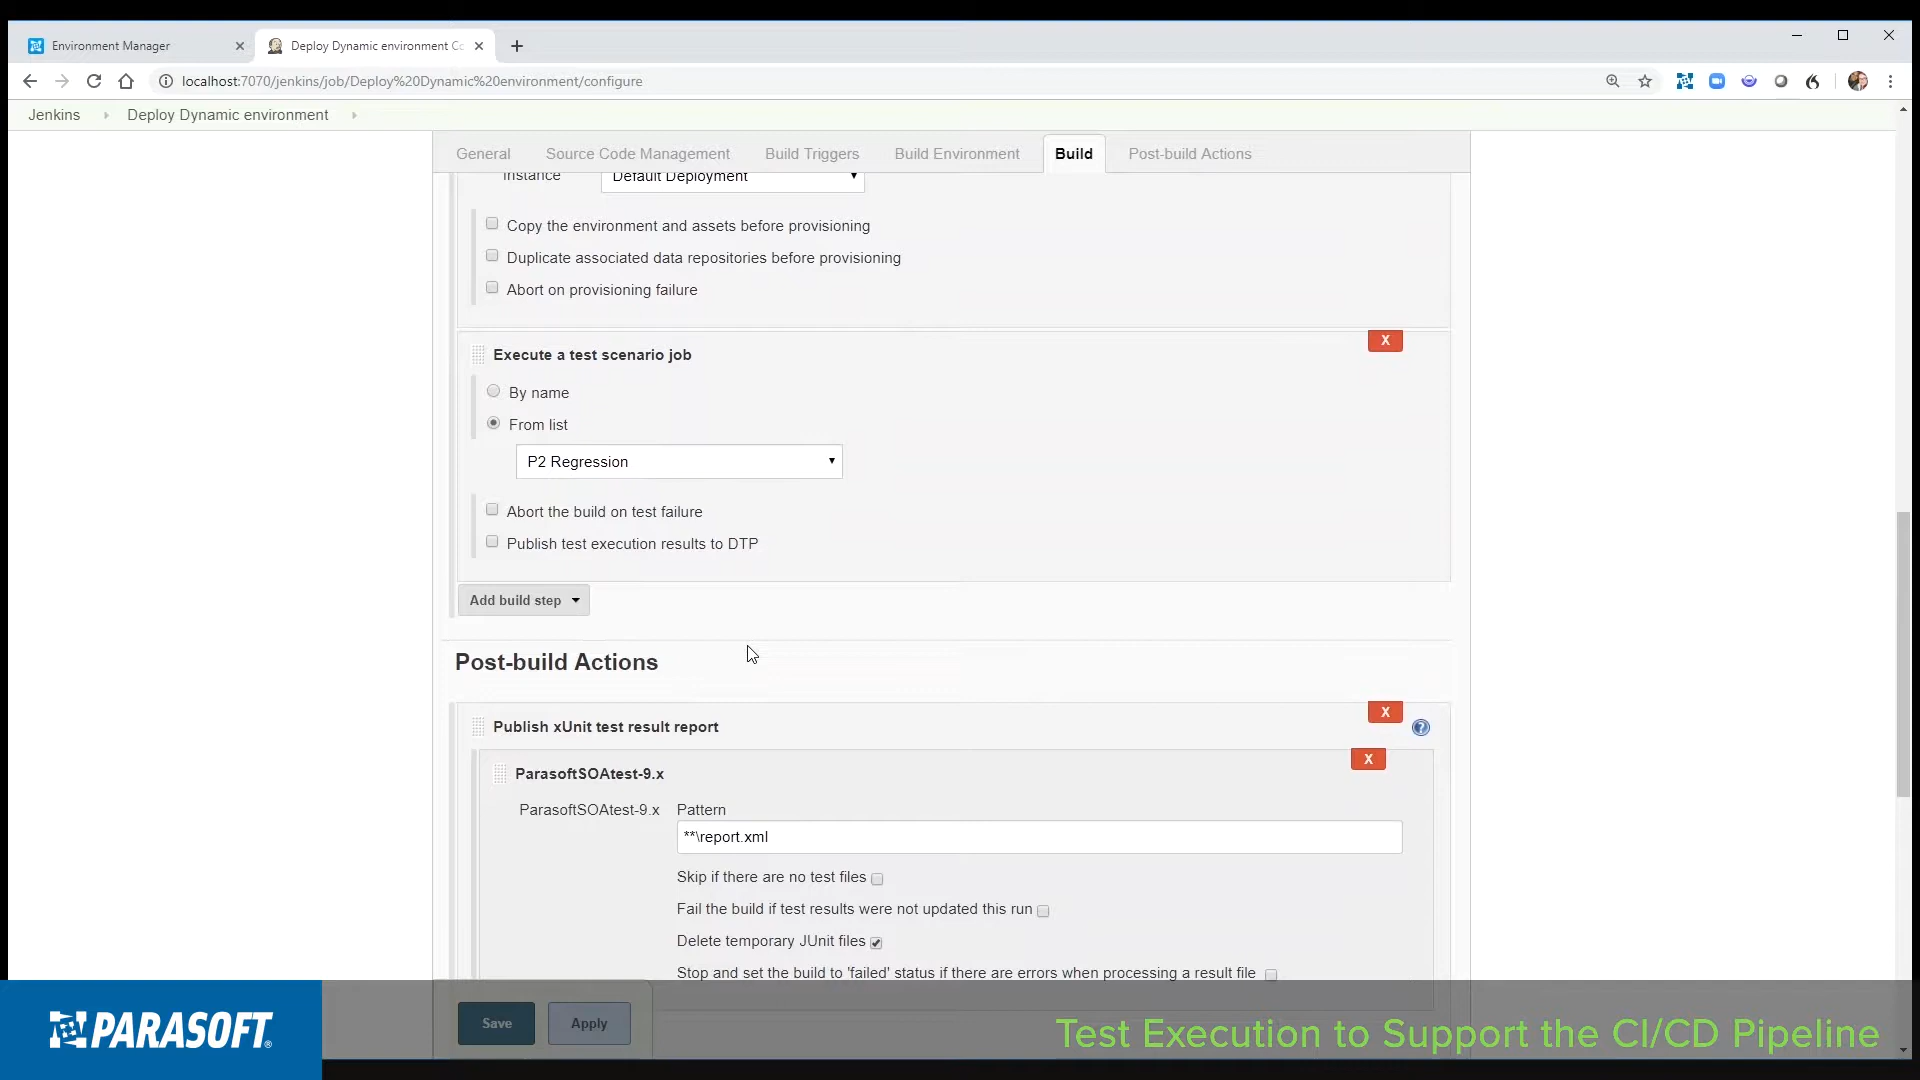 Environment Manager
Deploy Dynamic environment Co
localhost:7070/jenkins/job/Deploy%20Dynamic%20environment/configure
Jenkins
Deploy Dynamic environment
General
Source Code Management
Build Triggers
Build Environment
Build
Post-build Actions
Instance
Default Deployment
Copy the environment and assets before provisioning
Duplicate associated data repositories before provisioning
Abort on provisioning failure
X
Execute a test scenario job
By name
From list
P2 Regression
Abort the build on test failure
Publish test execution results to DTP
Add build step
Post-build Actions
X
Publish xUnit test result report
?
X
ParasoftSOAtest-9.x
ParasoftSOAtest-9.x Pattern
**\report.xml
Skip if there are no test files
Fail the build if test results were not updated this run
Delete temporary JUnit files
Stop and set the build to 'failed' status if there are errors when processing a result file
Save
Apply
PARASOFT
Test Execution to Support the CI/CD Pipeline